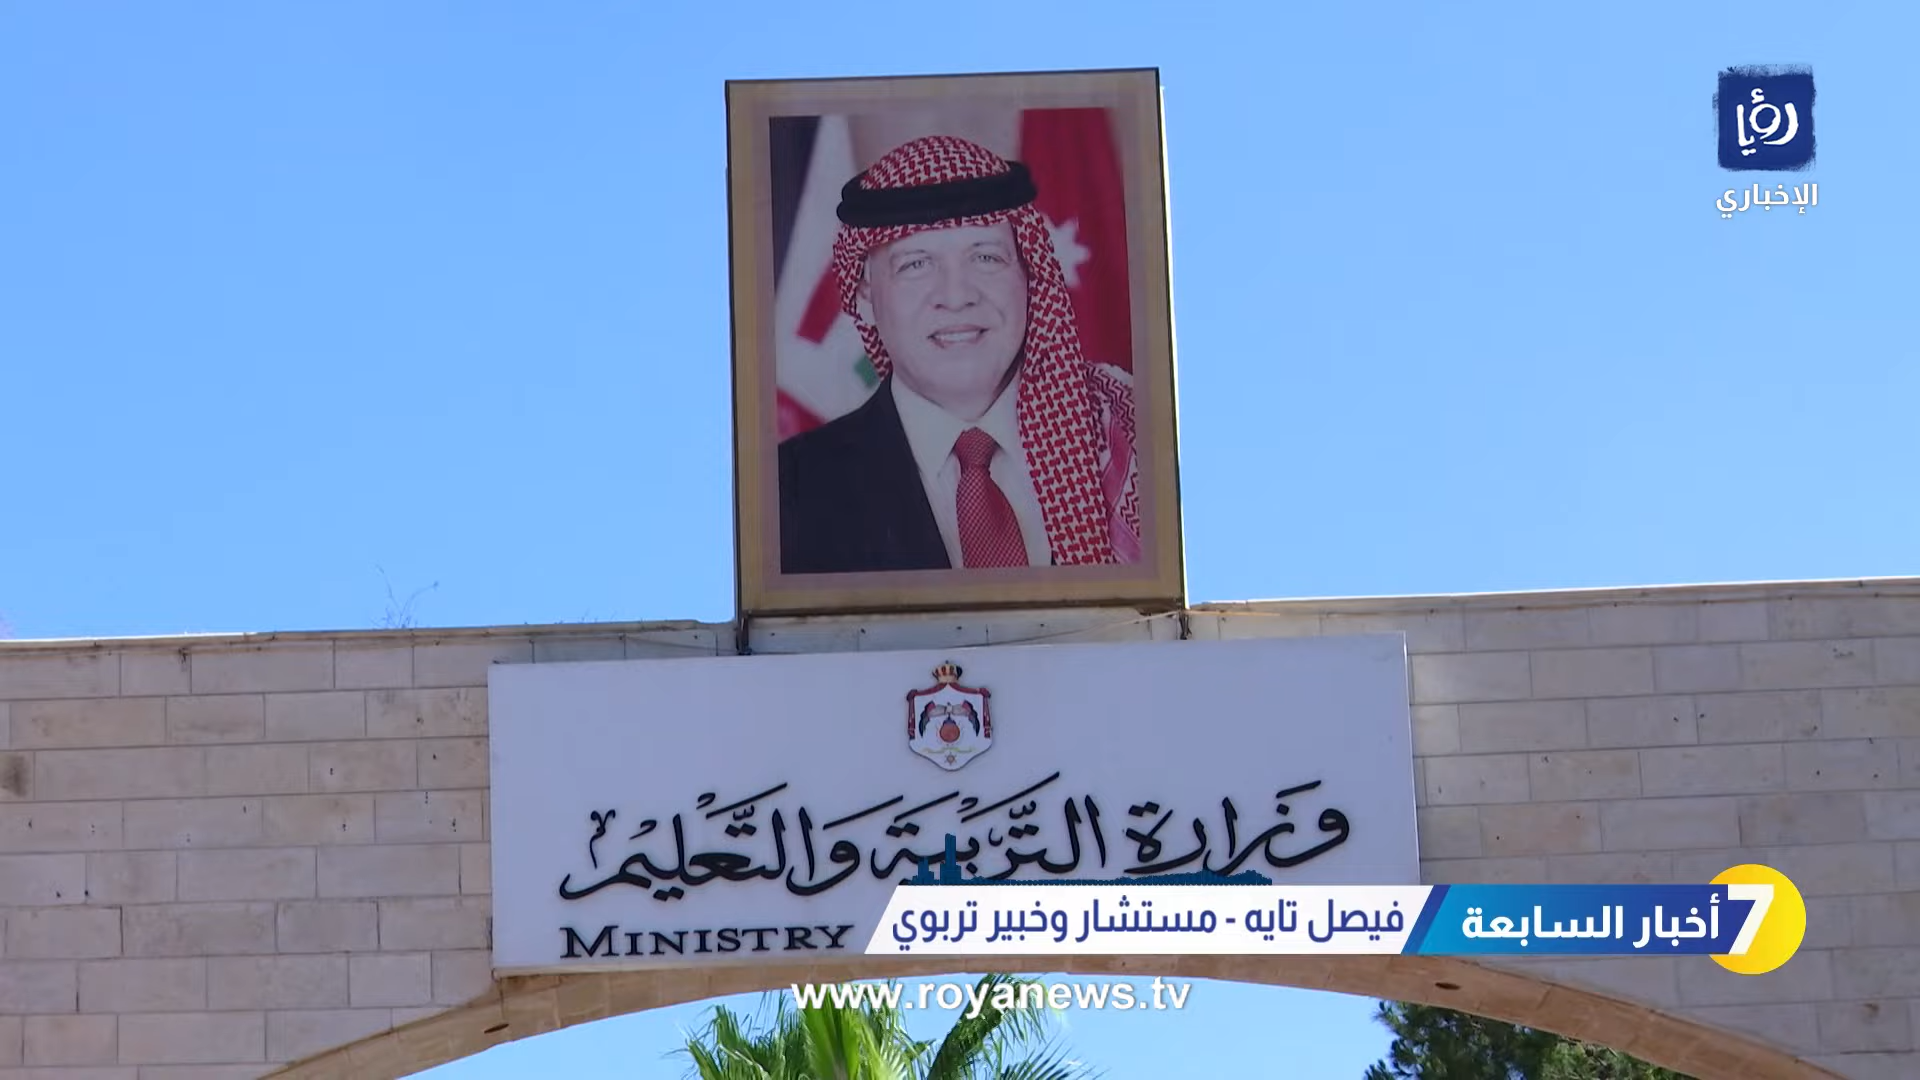 رؤيا
الإخباري
وزارة التربية والتعليم
MINISTRY
7 أخبار السابعة
فيصل تايه - مستشار وخبير تربوي
www.royanews.tv